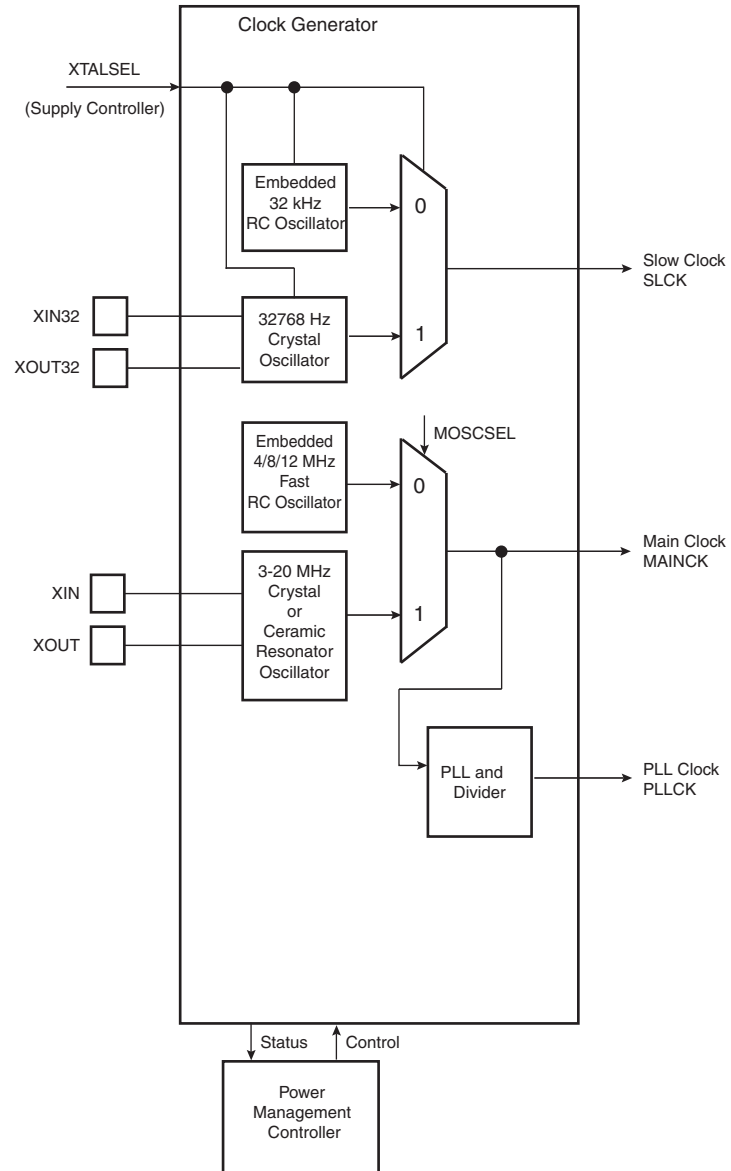 Clock Generator
XTALSEL
(Supply Controller)
Embedded
32 kHz
RC Oscillator
0
Slow Clock
SLCK
XIN32
XOUT32
32768 Hz
Crystal
Oscillator
1
MOSCSEL
Embedded
4/8/12 MHz
Fast
RC Oscillator
0
Main Clock
MAINCK
XIN
XOUT
3-20 MHz
Crystal
or
Ceramic
Resonator
Oscillator
1
PLL and
Divider
PLL Clock
PLLCK
Status
Control
Power
Management
Controller